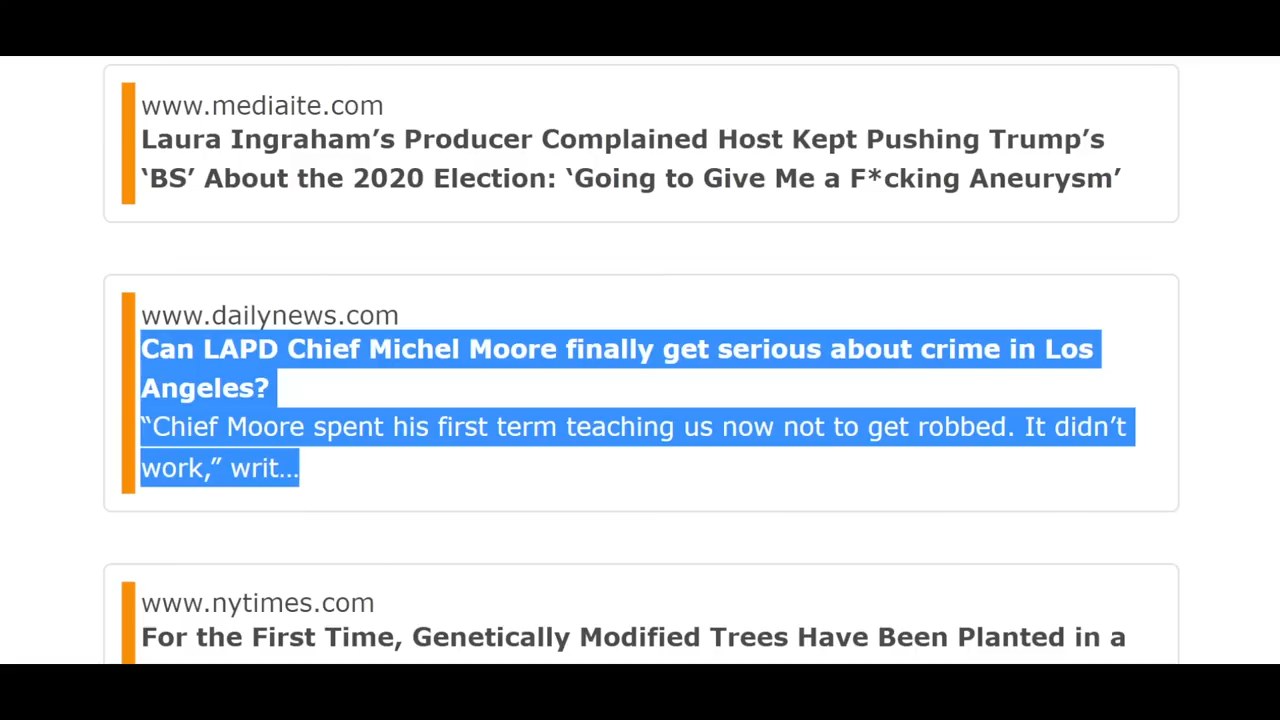 www.mediaite.com
Laura Ingraham’s Producer Complained Host Kept Pushing Trump’s
‘BS’ About the 2020 Election: ‘Going to Give Me a F*cking Aneurysm’
www.dailynews.com
Can LAPD Chief Michel Moore finally get serious about crime in Los
Angeles?
“Chief Moore spent his first term teaching us now not to get robbed. It didn’t
work,” writ...
www.nytimes.com
For the First Time, Genetically Modified Trees Have Been Planted in a